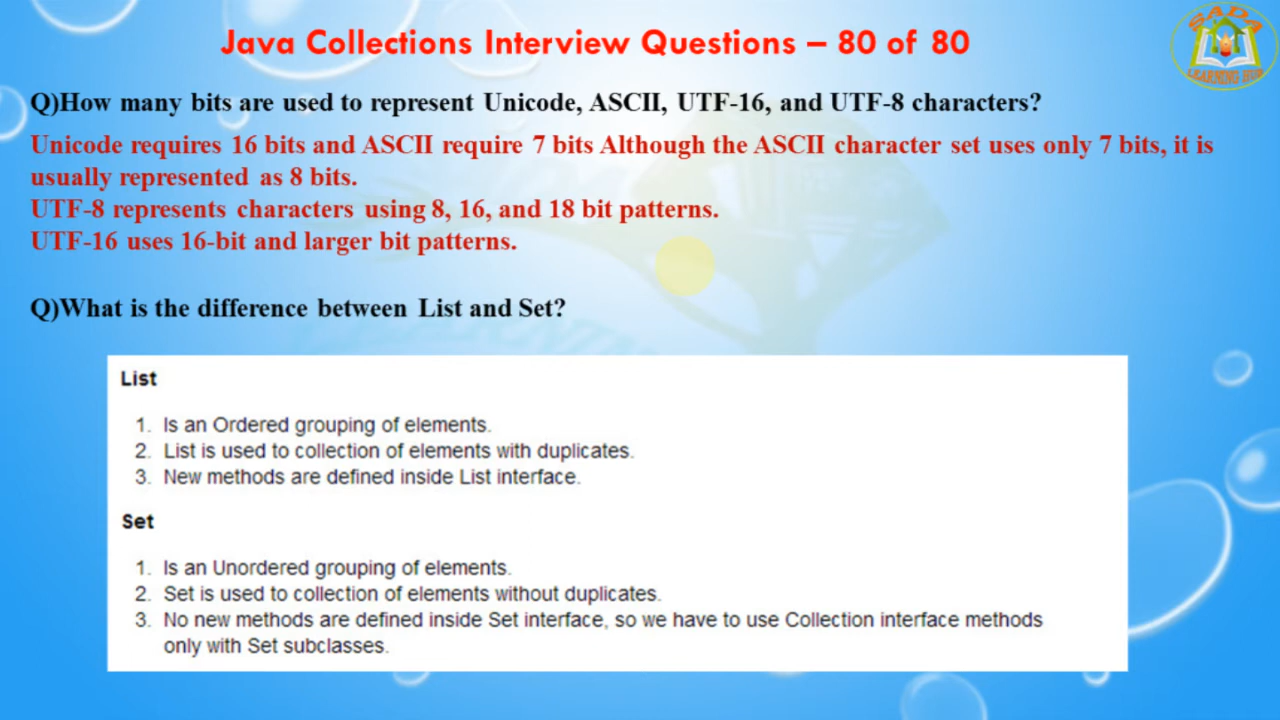 Java Collections Interview Questions – 80 of 80
SADA
LEARNING HUB
Q)How many bits are used to represent Unicode, ASCII, UTF-16, and UTF-8 characters?
Unicode requires 16 bits and ASCII require 7 bits Although the ASCII character set uses only 7 bits, it is
usually represented as 8 bits.
UTF-8 represents characters using 8, 16, and 18 bit patterns.
UTF-16 uses 16-bit and larger bit patterns.
Q)What is the difference between List and Set?
List
1. Is an Ordered grouping of elements.
2. List is used to collection of elements with duplicates.
3. New methods are defined inside List interface.
Set
1. Is an Unordered grouping of elements.
2. Set is used to collection of elements without duplicates.
3. No new methods are defined inside Set interface, so we have to use Collection interface methods
only with Set subclasses.